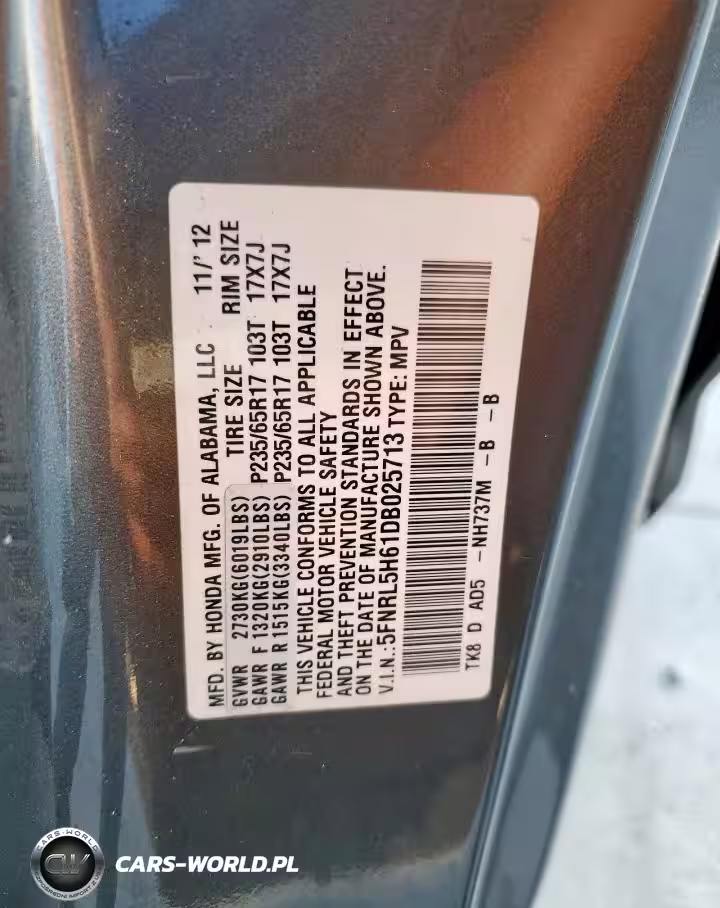 MFD. BY HONDA MFG. OF ALABAMA, LLC 11/'12
GVWR 2730KG(6019LBS) TIRE SIZE RIM SIZE
GAWR F 1320KG(2910LBS) P235/65R17 103T 17X7J
GAWR R 1515KG(3340LBS) P235/65R17 103T 17X7J
THIS VEHICLE CONFORMS TO ALL APPLICABLE
FEDERAL MOTOR VEHICLE SAFETY
AND THEFT PREVENTION STANDARDS IN EFFECT
ON THE DATE OF MANUFACTURE SHOWN ABOVE.
V.I.N.:5FNRL5H61DB025713 TYPE: MPV
TK8 D AD5 -NH737M -B -B
CARS-WORLD
CW
CARS-WORLD.PL